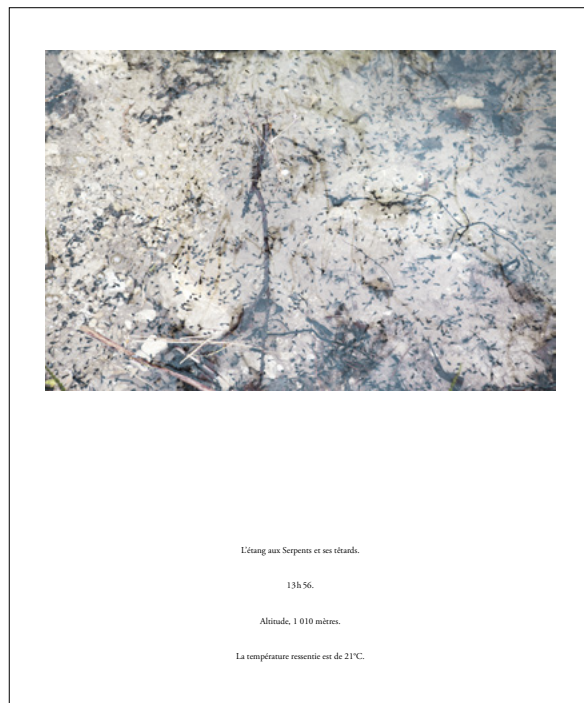 L'étang aux Serpents et ses têtards.
13h 56.
Altitude, 1 010 mètres.
La température ressentie est de 21°C.